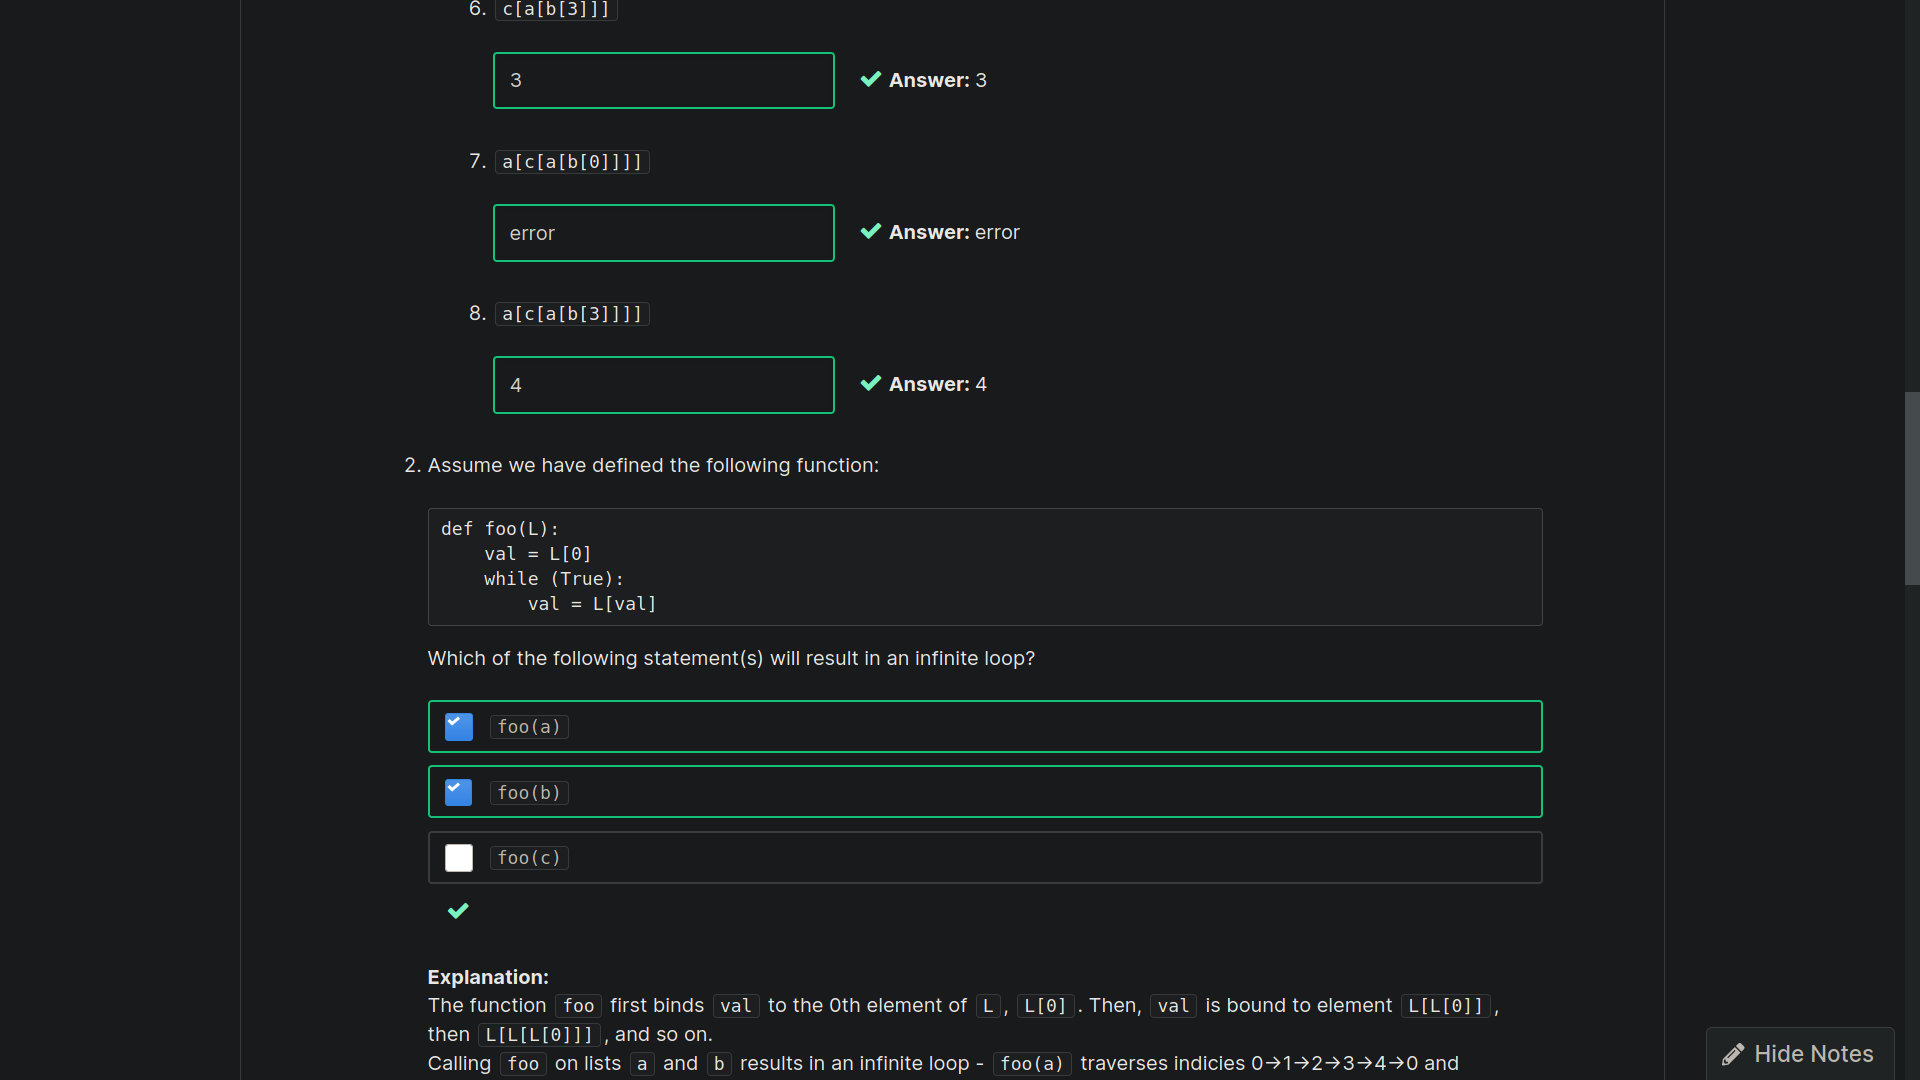 6. c[a[b[3]]]
3
Answer: 3
7. a[c[a[b[0]]]]
error
Answer: error
8. a[c[a[b[3]]]]
4
Answer: 4
2. Assume we have defined the following function:
def foo(L):
    val = L[0]
    while (True):
        val = L[val]
Which of the following statement(s) will result in an infinite loop?
foo(a)
foo(b)
foo(c)
Explanation:
The function foo first binds val to the 0th element of L, L[0]. Then, val is bound to element L[L[0]],
then L[L[L[0]]], and so on.
Calling foo on lists a and b results in an infinite loop - foo(a) traverses indicies 0→1→2→3→4→0 and
Hide Notes